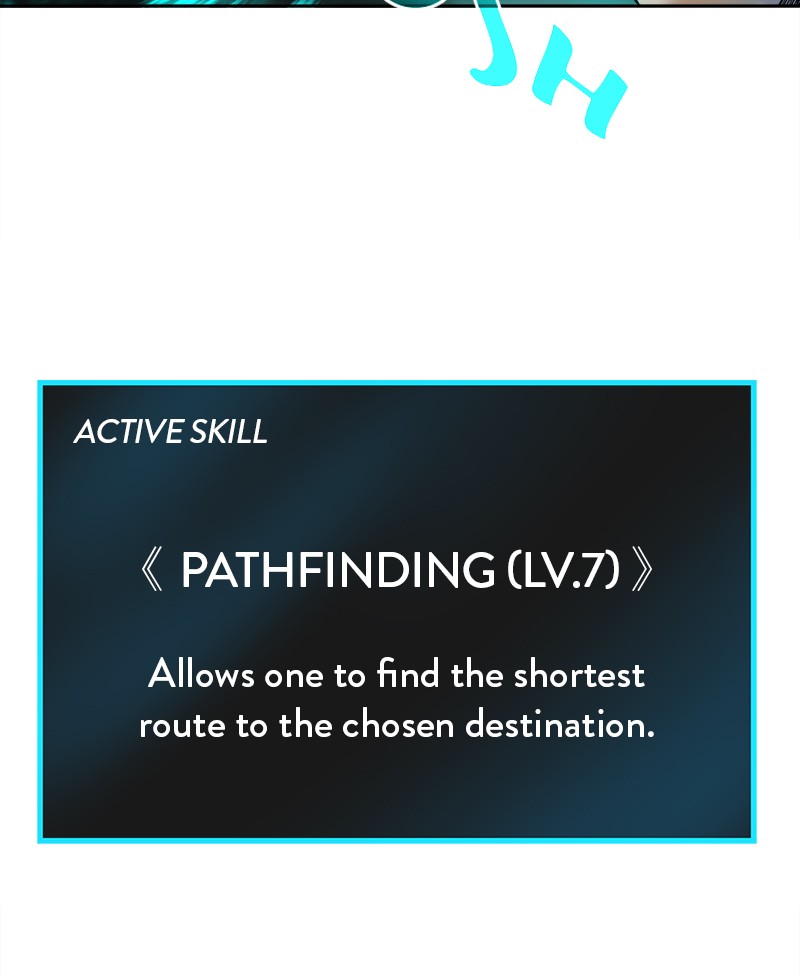 SH
ACTIVE SKILL
《 PATHFINDING (LV.7) 》
Allows one to find the shortest
route to the chosen destination.